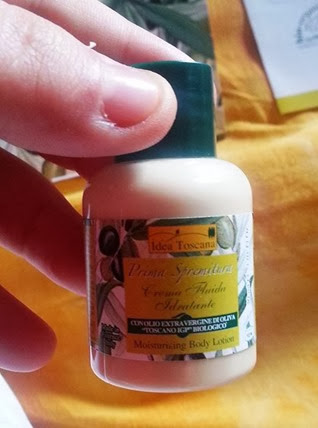 Idea Toscana
Prima Spremitura
Crema Fluida
Idratante
CON OLIO EXTRAVERGINE DI OLIVA
"TOSCANO IGP" BIOLOGICO
Moisturising Body Lotion